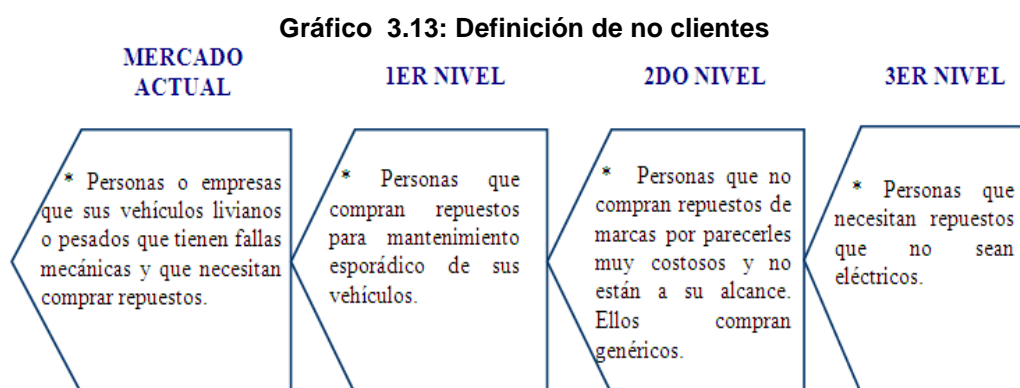 Gráfico 3.13: Definición de no clientes
MERCADO
ACTUAL
* Personas o empresas
que sus vehículos livianos
o pesados que tienen fallas
mecánicas y que necesitan
comprar repuestos.
1ER NIVEL
* Personas que
compran repuestos
para mantenimiento
esporádico de sus
vehículos.
2DO NIVEL
* Personas que no
compran repuestos de
marcas por parecerles
muy costosos y no
están a su alcance.
Ellos compran
genéricos.
3ER NIVEL
* Personas que
necesitan repuestos
que no sean
eléctricos.